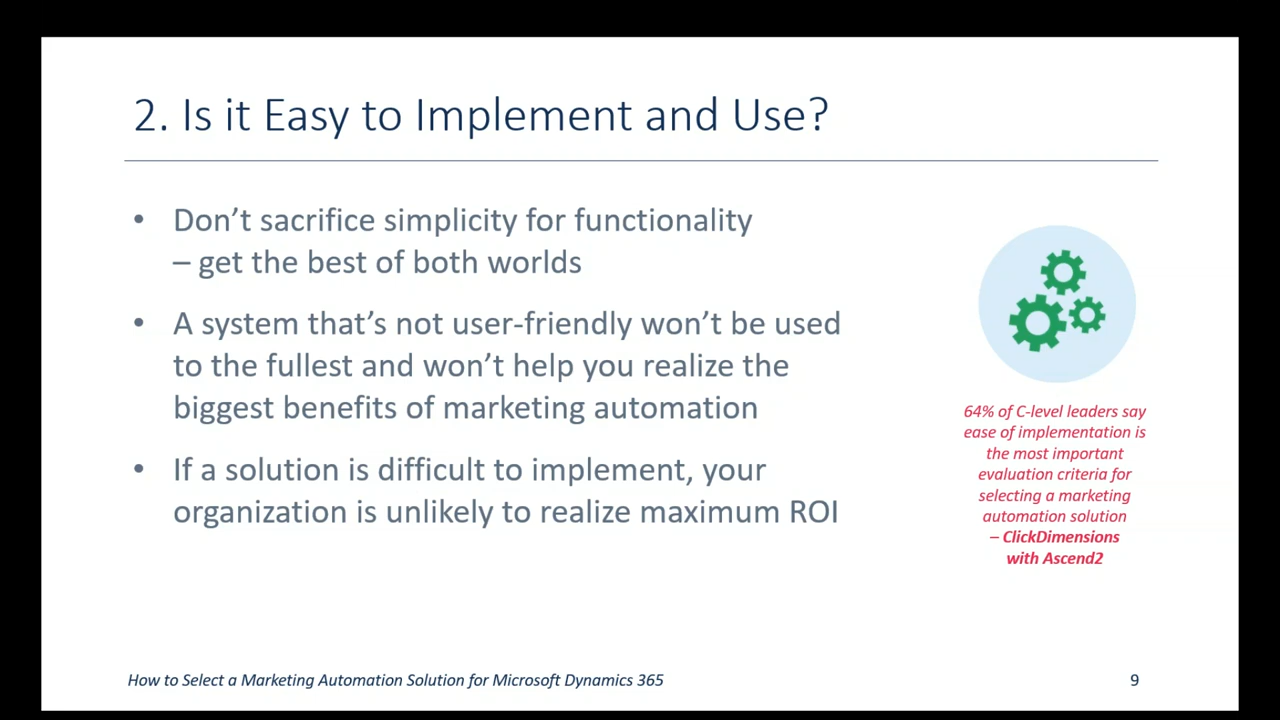 2. Is it Easy to Implement and Use?
• Don’t sacrifice simplicity for functionality
– get the best of both worlds
• A system that’s not user-friendly won’t be used
to the fullest and won’t help you realize the
biggest benefits of marketing automation
• If a solution is difficult to implement, your
organization is unlikely to realize maximum ROI
64% of C-level leaders say
ease of implementation is
the most important
evaluation criteria for
selecting a marketing
automation solution
– ClickDimensions
with Ascend2
How to Select a Marketing Automation Solution for Microsoft Dynamics 365
9